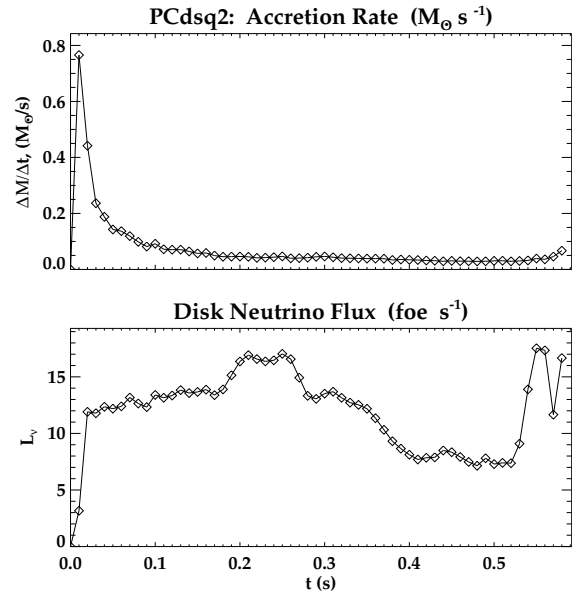 PCdsq2: Accretion Rate (M⊙ s⁻¹)
0.8
0.6
0.4
0.2
0.0
ΔM/Δt, (M⊙/s)
Disk Neutrino Flux (foe s⁻¹)
15
10
5
0
Lᵥ
0.0 0.1 0.2 0.3 0.4 0.5
t (s)